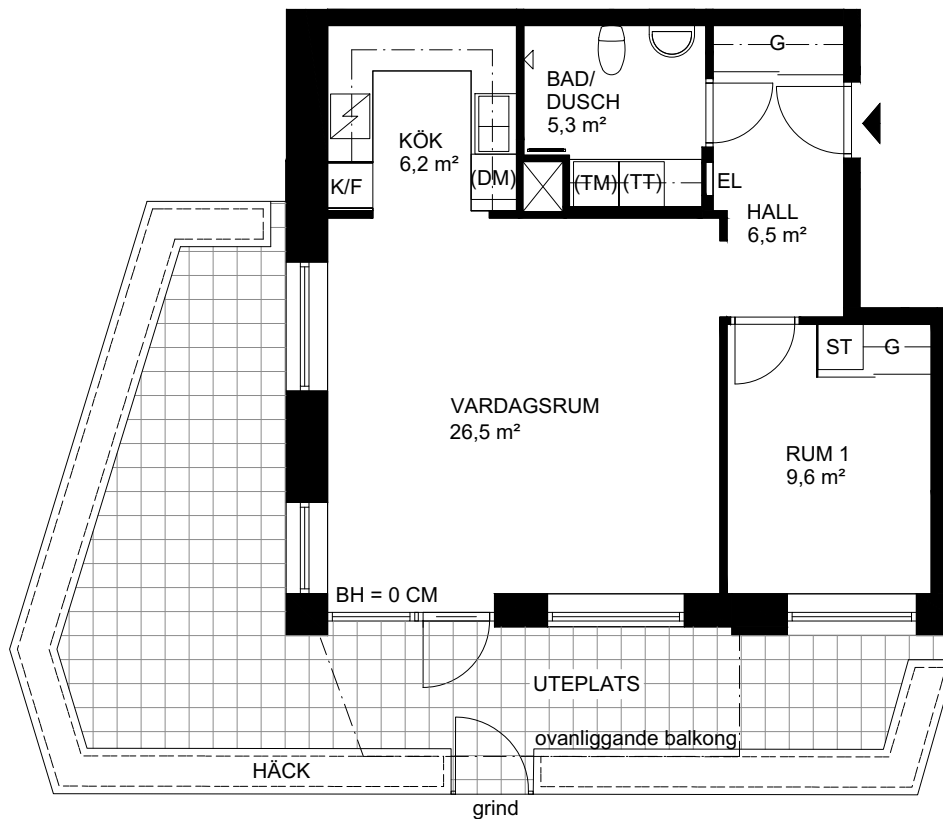 G
BAD/
DUSCH
5,3 m²
KÖK
6,2 m²
K/F
(DM)
(TM)
(TT)
EL
HALL
6,5 m²
ST
G
VARDAGSRUM
26,5 m²
RUM 1
9,6 m²
BH = 0 CM
UTEPLATS
ovanliggande balkong
HÄCK
grind